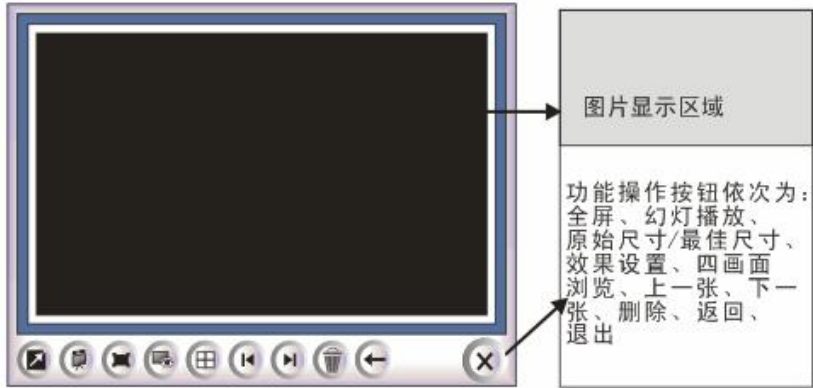 图片显示区域
功能操作按钮依次为：
全屏、幻灯播放、
原始尺寸/最佳尺寸、
效果设置、四画面
浏览、上一张、下一
张、删除、返回、
退出